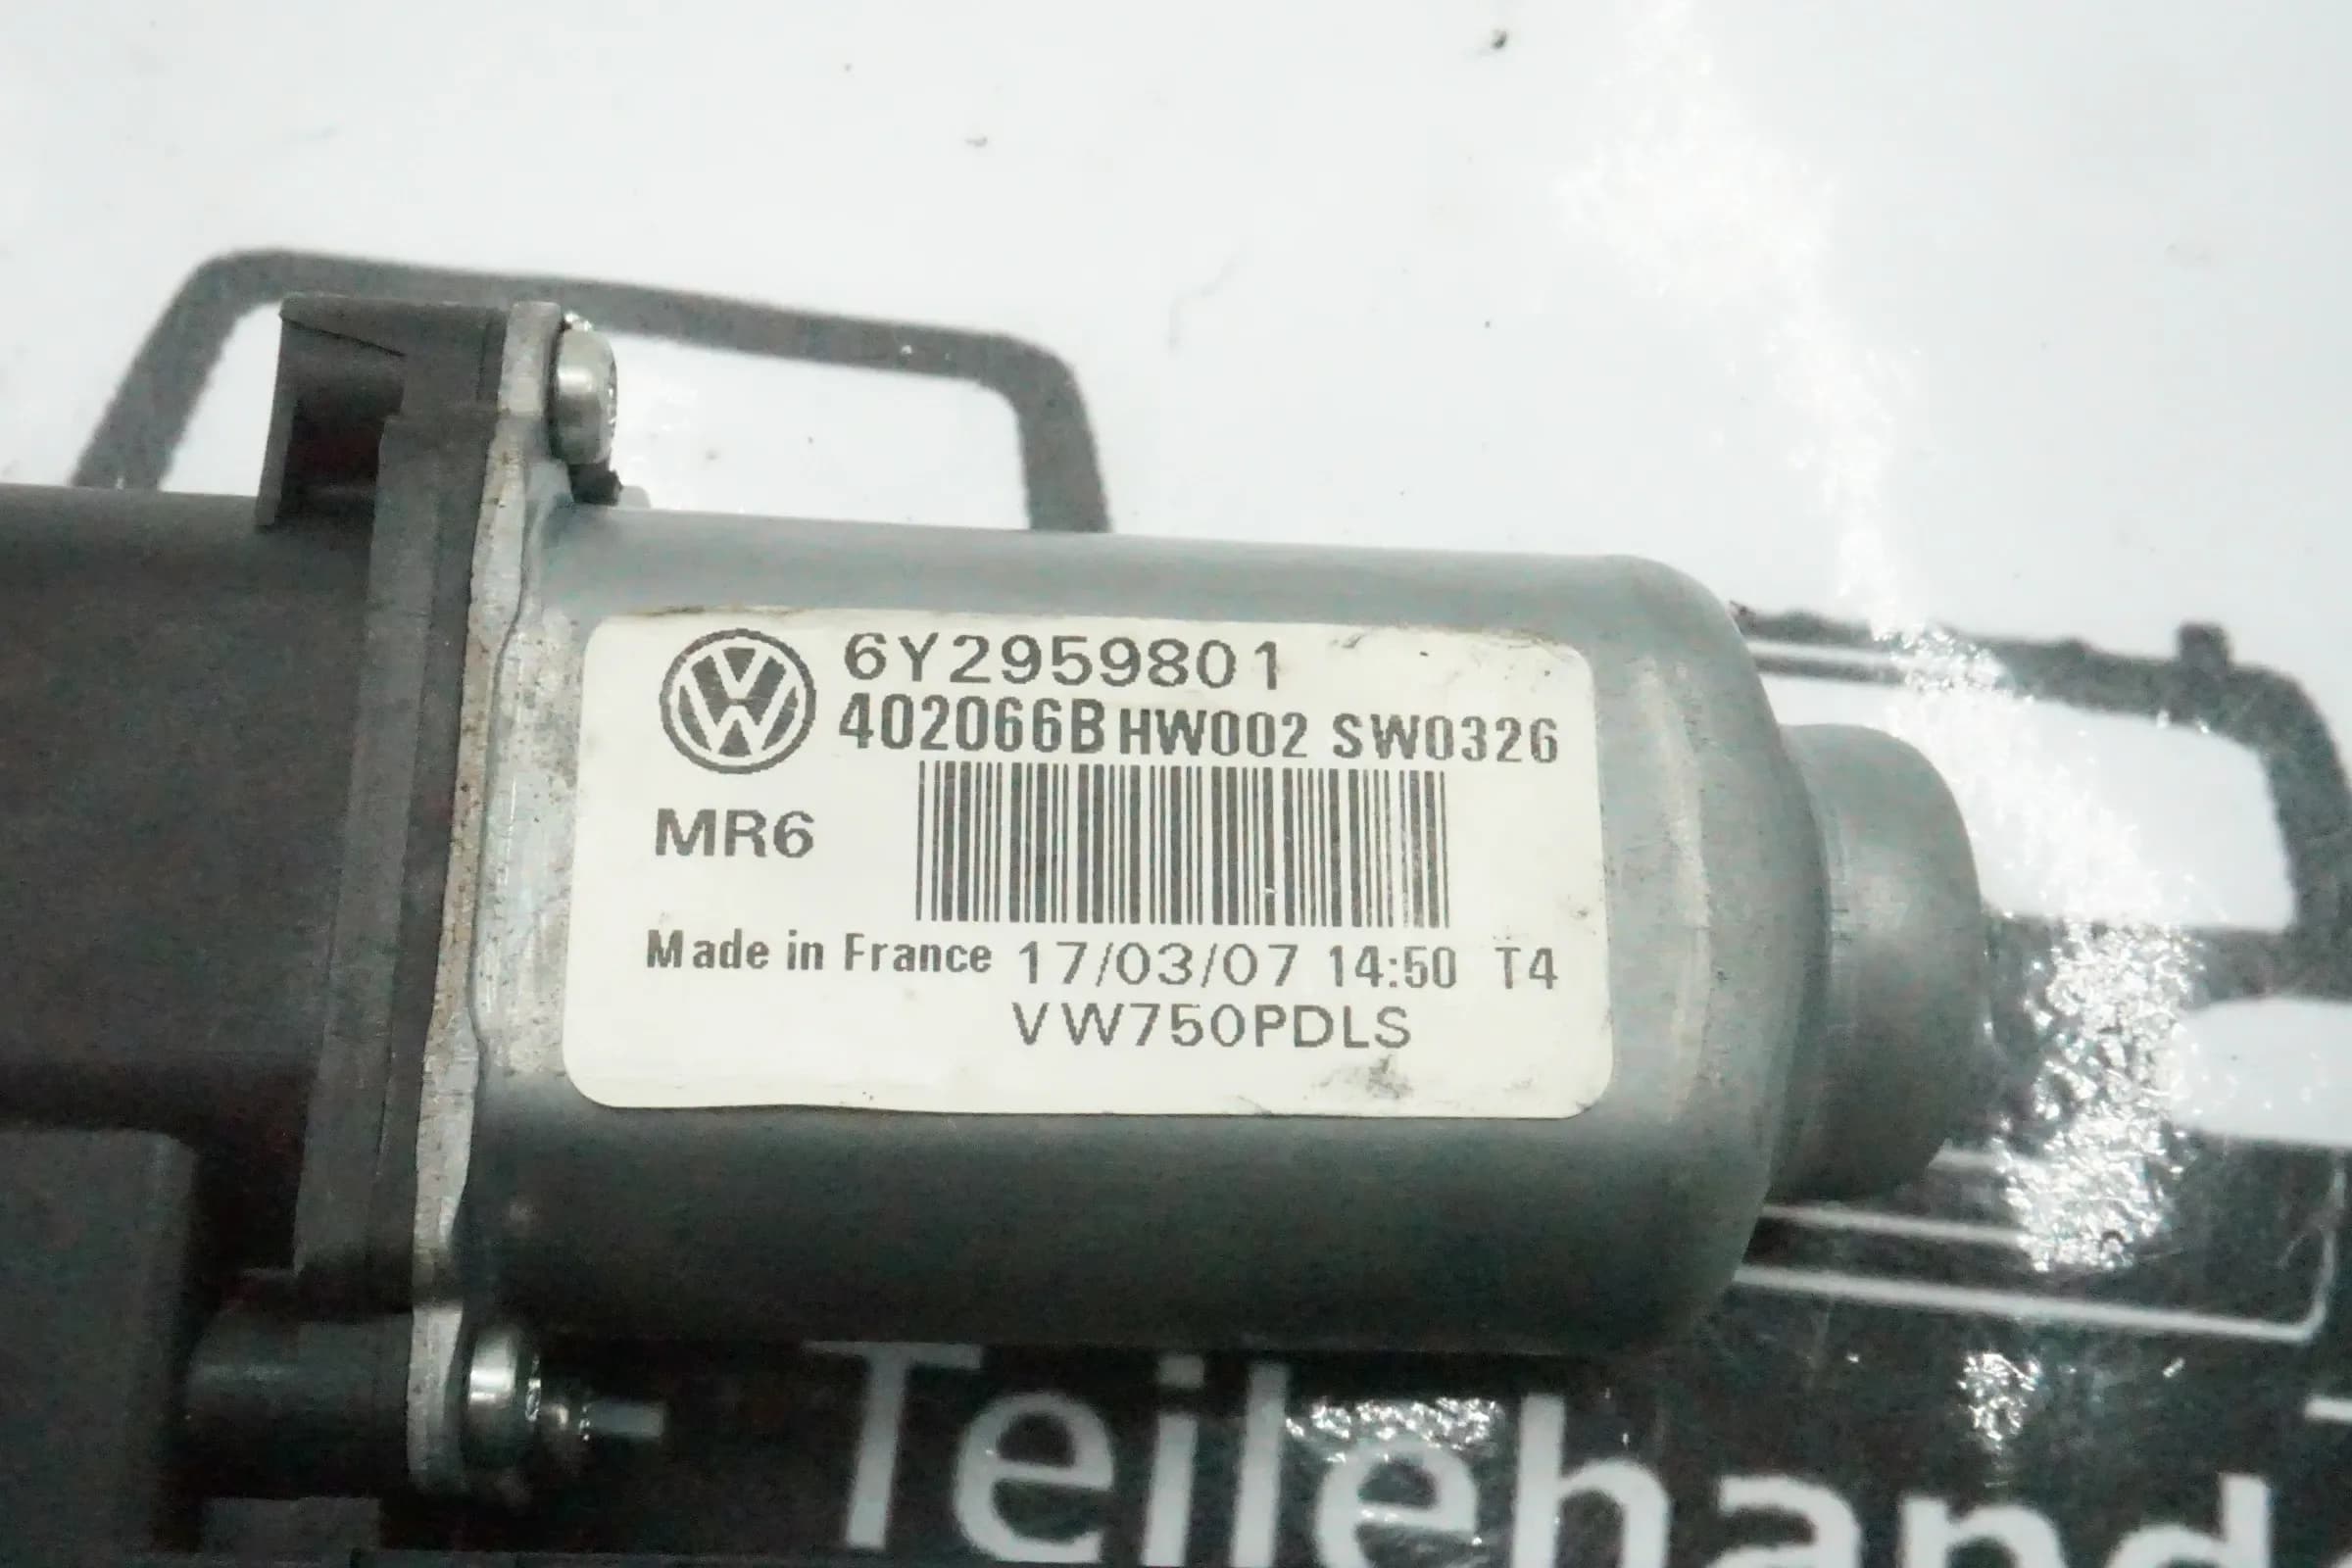 6Y2959801
402066B HW002 SW0326
MR6
Made in France 17/03/07 14:50 T4
VW750PDLS
Teilehand